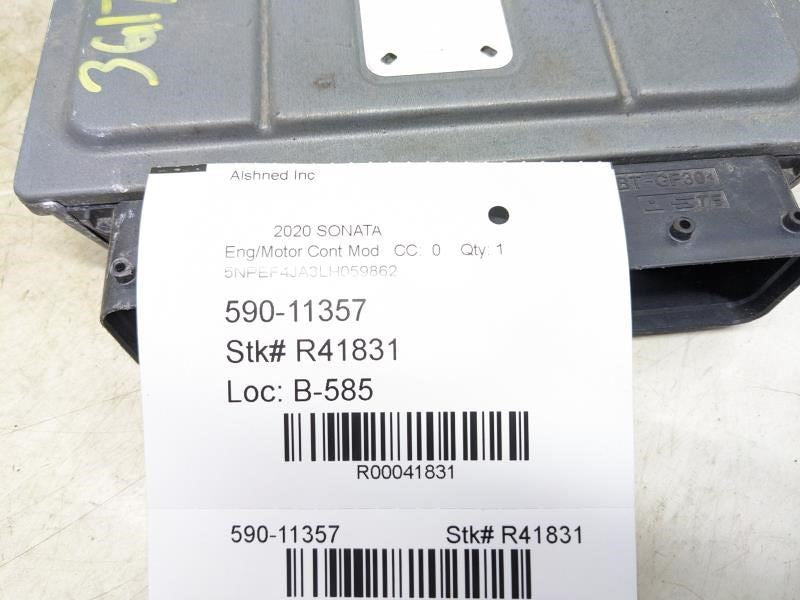 Alshned Inc
2020 SONATA
Eng/Motor Cont Mod CC: 0 Qty: 1
5NPEF4JA3LH059862
590-11357
Stk# R41831
Loc: B-585
R00041831
590-11357 Stk# R41831